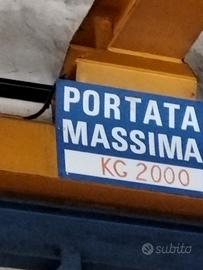 PORTATA
MASSIMA
KG 2000
subito